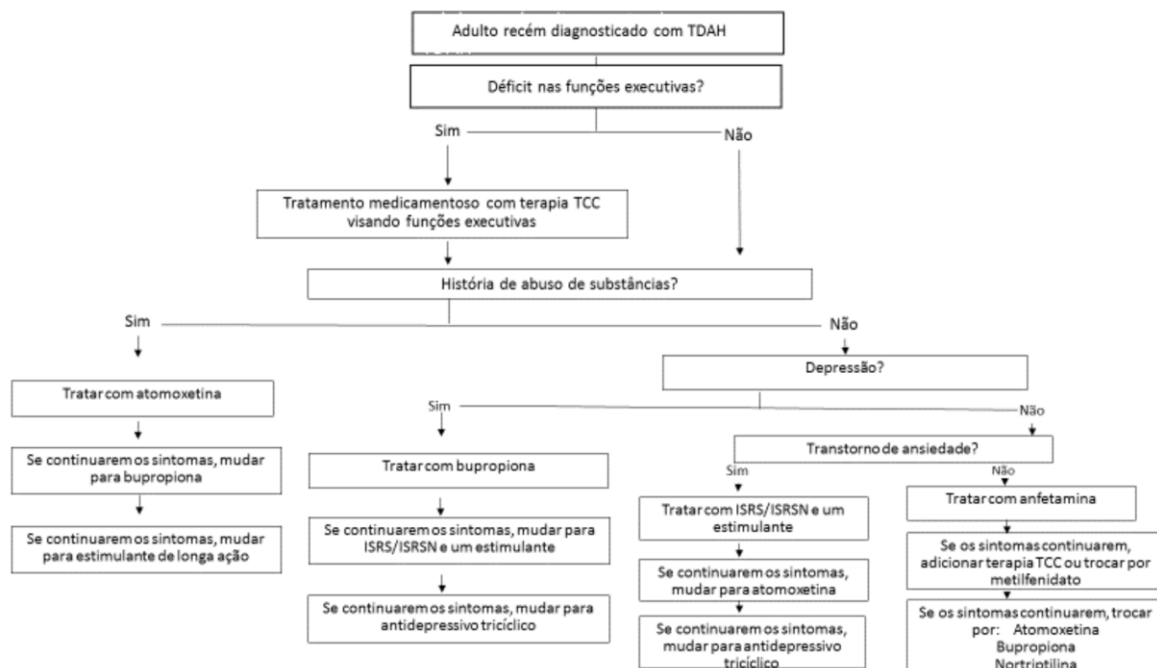 Adulto recém diagnosticado com TDAH
Déficit nas funções executivas?
Sim
Não
Tratamento medicamentoso com terapia TCC
visando funções executivas
História de abuso de substâncias?
Sim
Não
Depressão?
Tratar com atomoxetina
Sim
Não
Transtorno de ansiedade?
Se continuarem os sintomas, mudar
para bupropiona
Tratar com bupropiona
Sim
Não
Tratar com ISRS/ISRSN e um
estimulante
Tratar com anfetamina
Se continuarem os sintomas, mudar
para estimulante de longa ação
Se continuarem os sintomas, mudar para
ISRS/ISRSN e um estimulante
Se continuarem os sintomas,
mudar para atomoxetina
Se os sintomas continuarem,
adicionar terapia TCC ou trocar por
metilfenidato
Se continuarem os sintomas, mudar para
antidepressivo tricíclico
Se continuarem os sintomas,
mudar para antidepressivo
tricíclico
Se os sintomas continuarem, trocar
por: Atomoxetina
Bupropiona
Nortriptilina